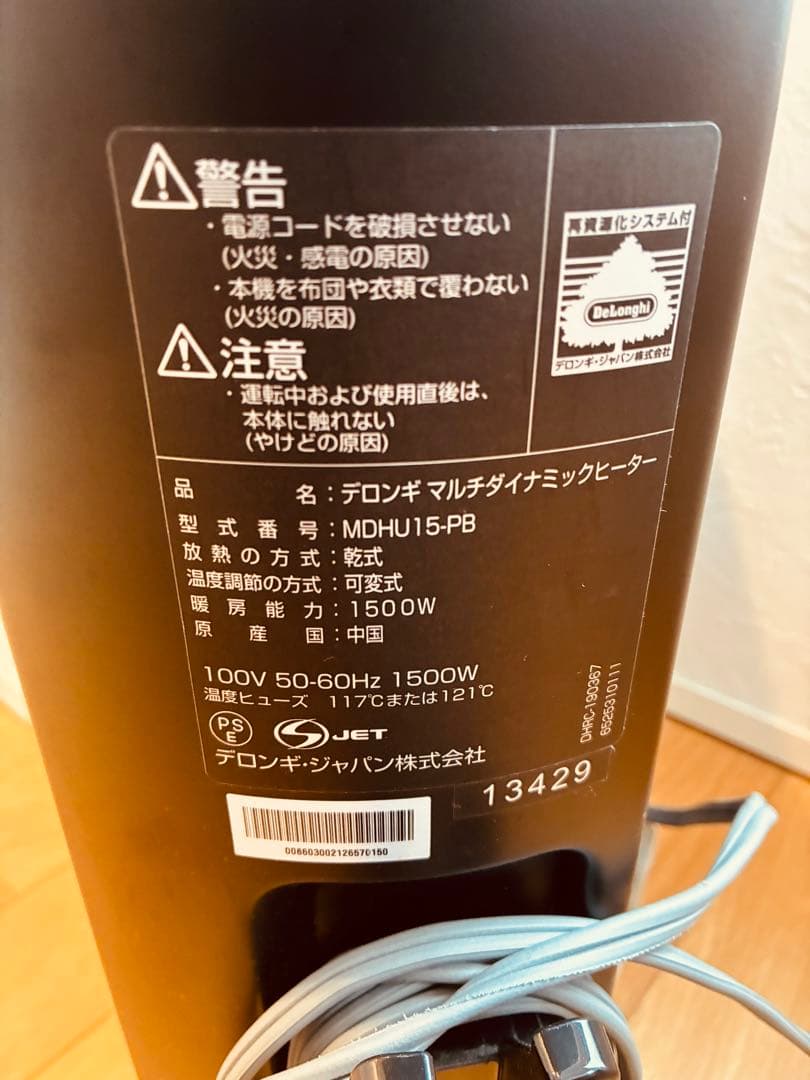 警告
・電源コードを破損させない
(火災・感電の原因)
・本機を布団や衣類で覆わない
(火災の原因)
注意
・運転中および使用直後は、
本体に触れない
(やけどの原因)
再資源化システム付
DeLonghi
デロンギ・ジャパン株式会社
品名：デロンギ マルチダイナミックヒーター
型式番号：MDHU15-PB
放熱の方式：乾式
温度調節の方式：可変式
暖房能力：1500W
原産国：中国
100V 50-60Hz 1500W
温度ヒューズ 117℃または121℃
PS
E
JET
デロンギ・ジャパン株式会社
DHRC-190367
6525310111
13429
006603002126570150